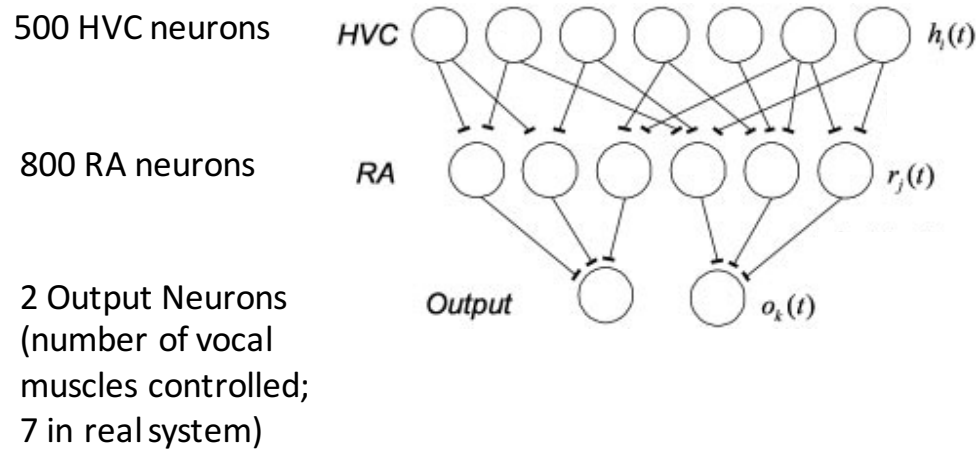 500 HVC neurons
HVC
hᵢ(t)
800 RA neurons
RA
rⱼ(t)
2 Output Neurons
(number of vocal
muscles controlled;
7 in real system)
Output
oₖ(t)